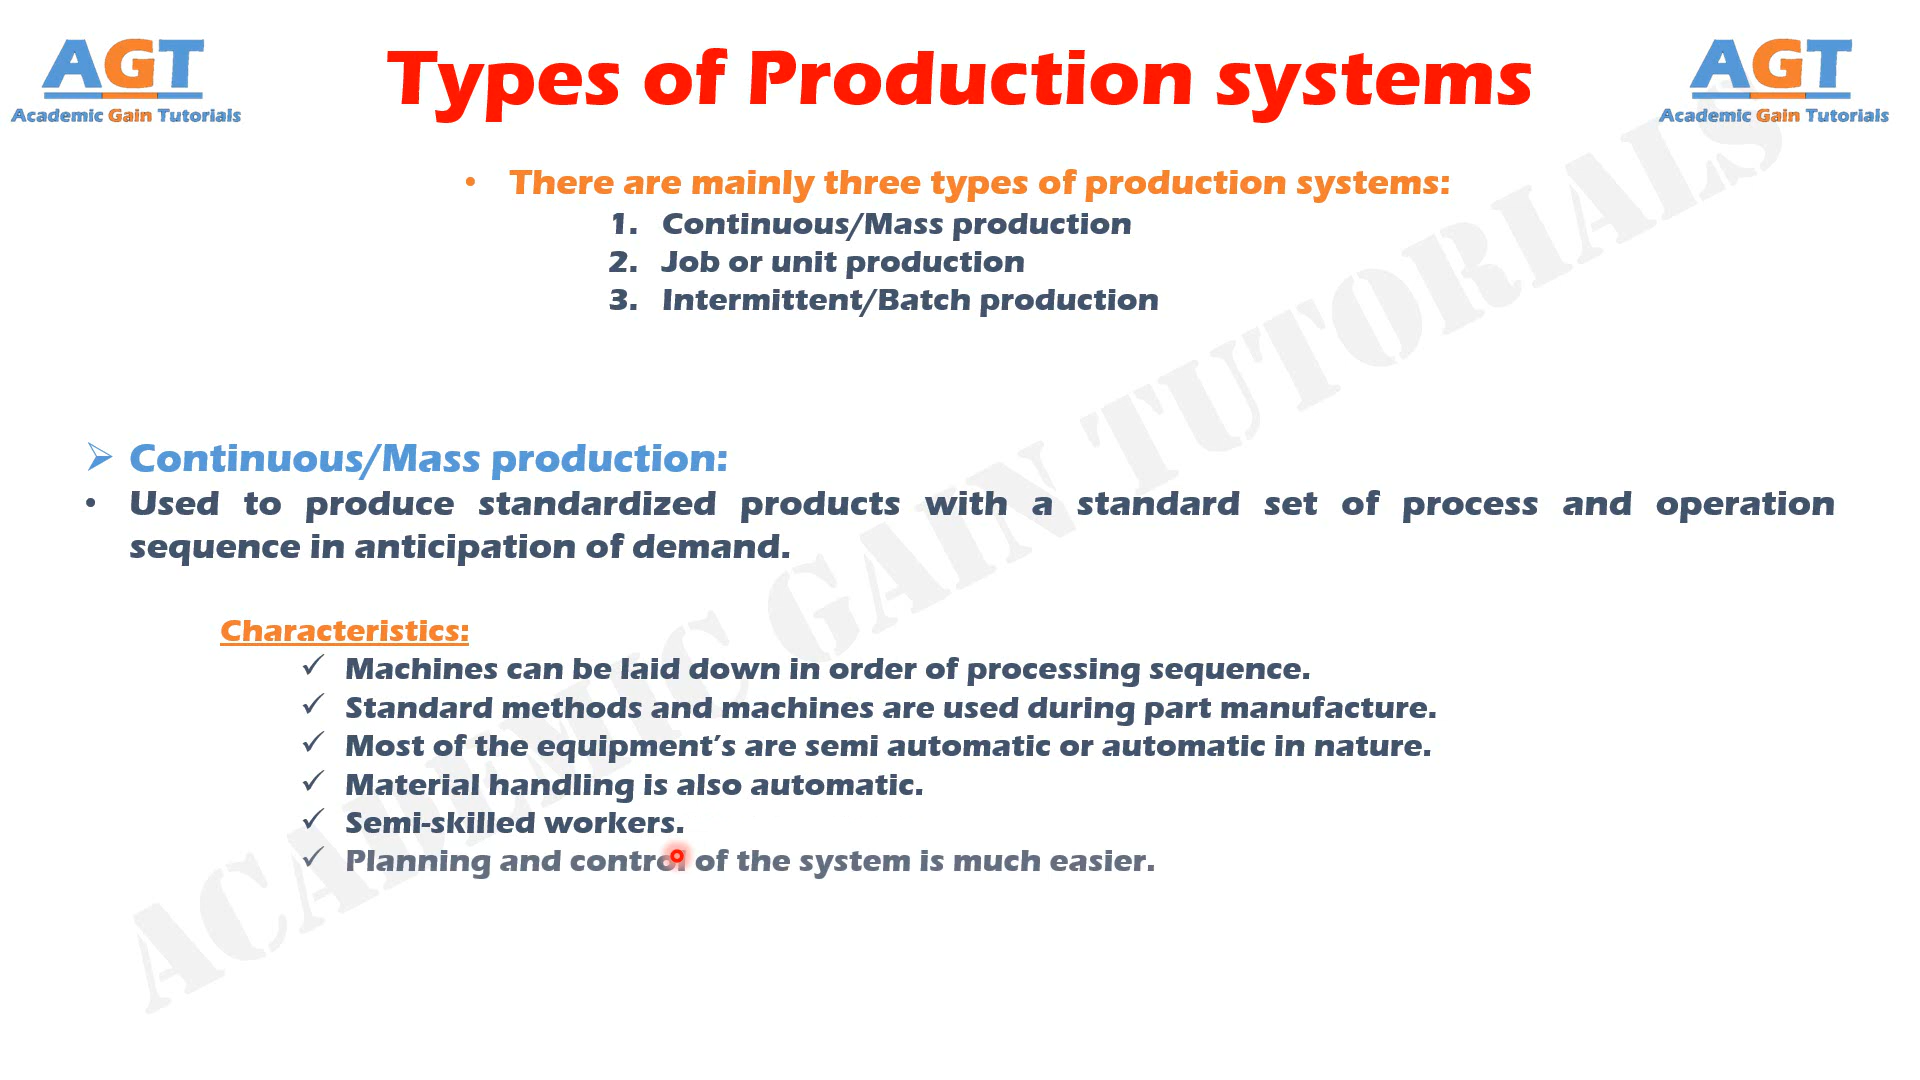 AGT
Academic Gain Tutorials
Types of Production systems
AGT
Academic Gain Tutorials
• There are mainly three types of production systems:
1. Continuous/Mass production
2. Job or unit production
3. Intermittent/Batch production
➢ Continuous/Mass production:
• Used to produce standardized products with a standard set of process and operation
sequence in anticipation of demand.
Characteristics:
✓ Machines can be laid down in order of processing sequence.
✓ Standard methods and machines are used during part manufacture.
✓ Most of the equipment's are semi automatic or automatic in nature.
✓ Material handling is also automatic.
✓ Semi-skilled workers.
✓ Planning and control of the system is much easier.
ACADEMIC GAIN TUTORIALS